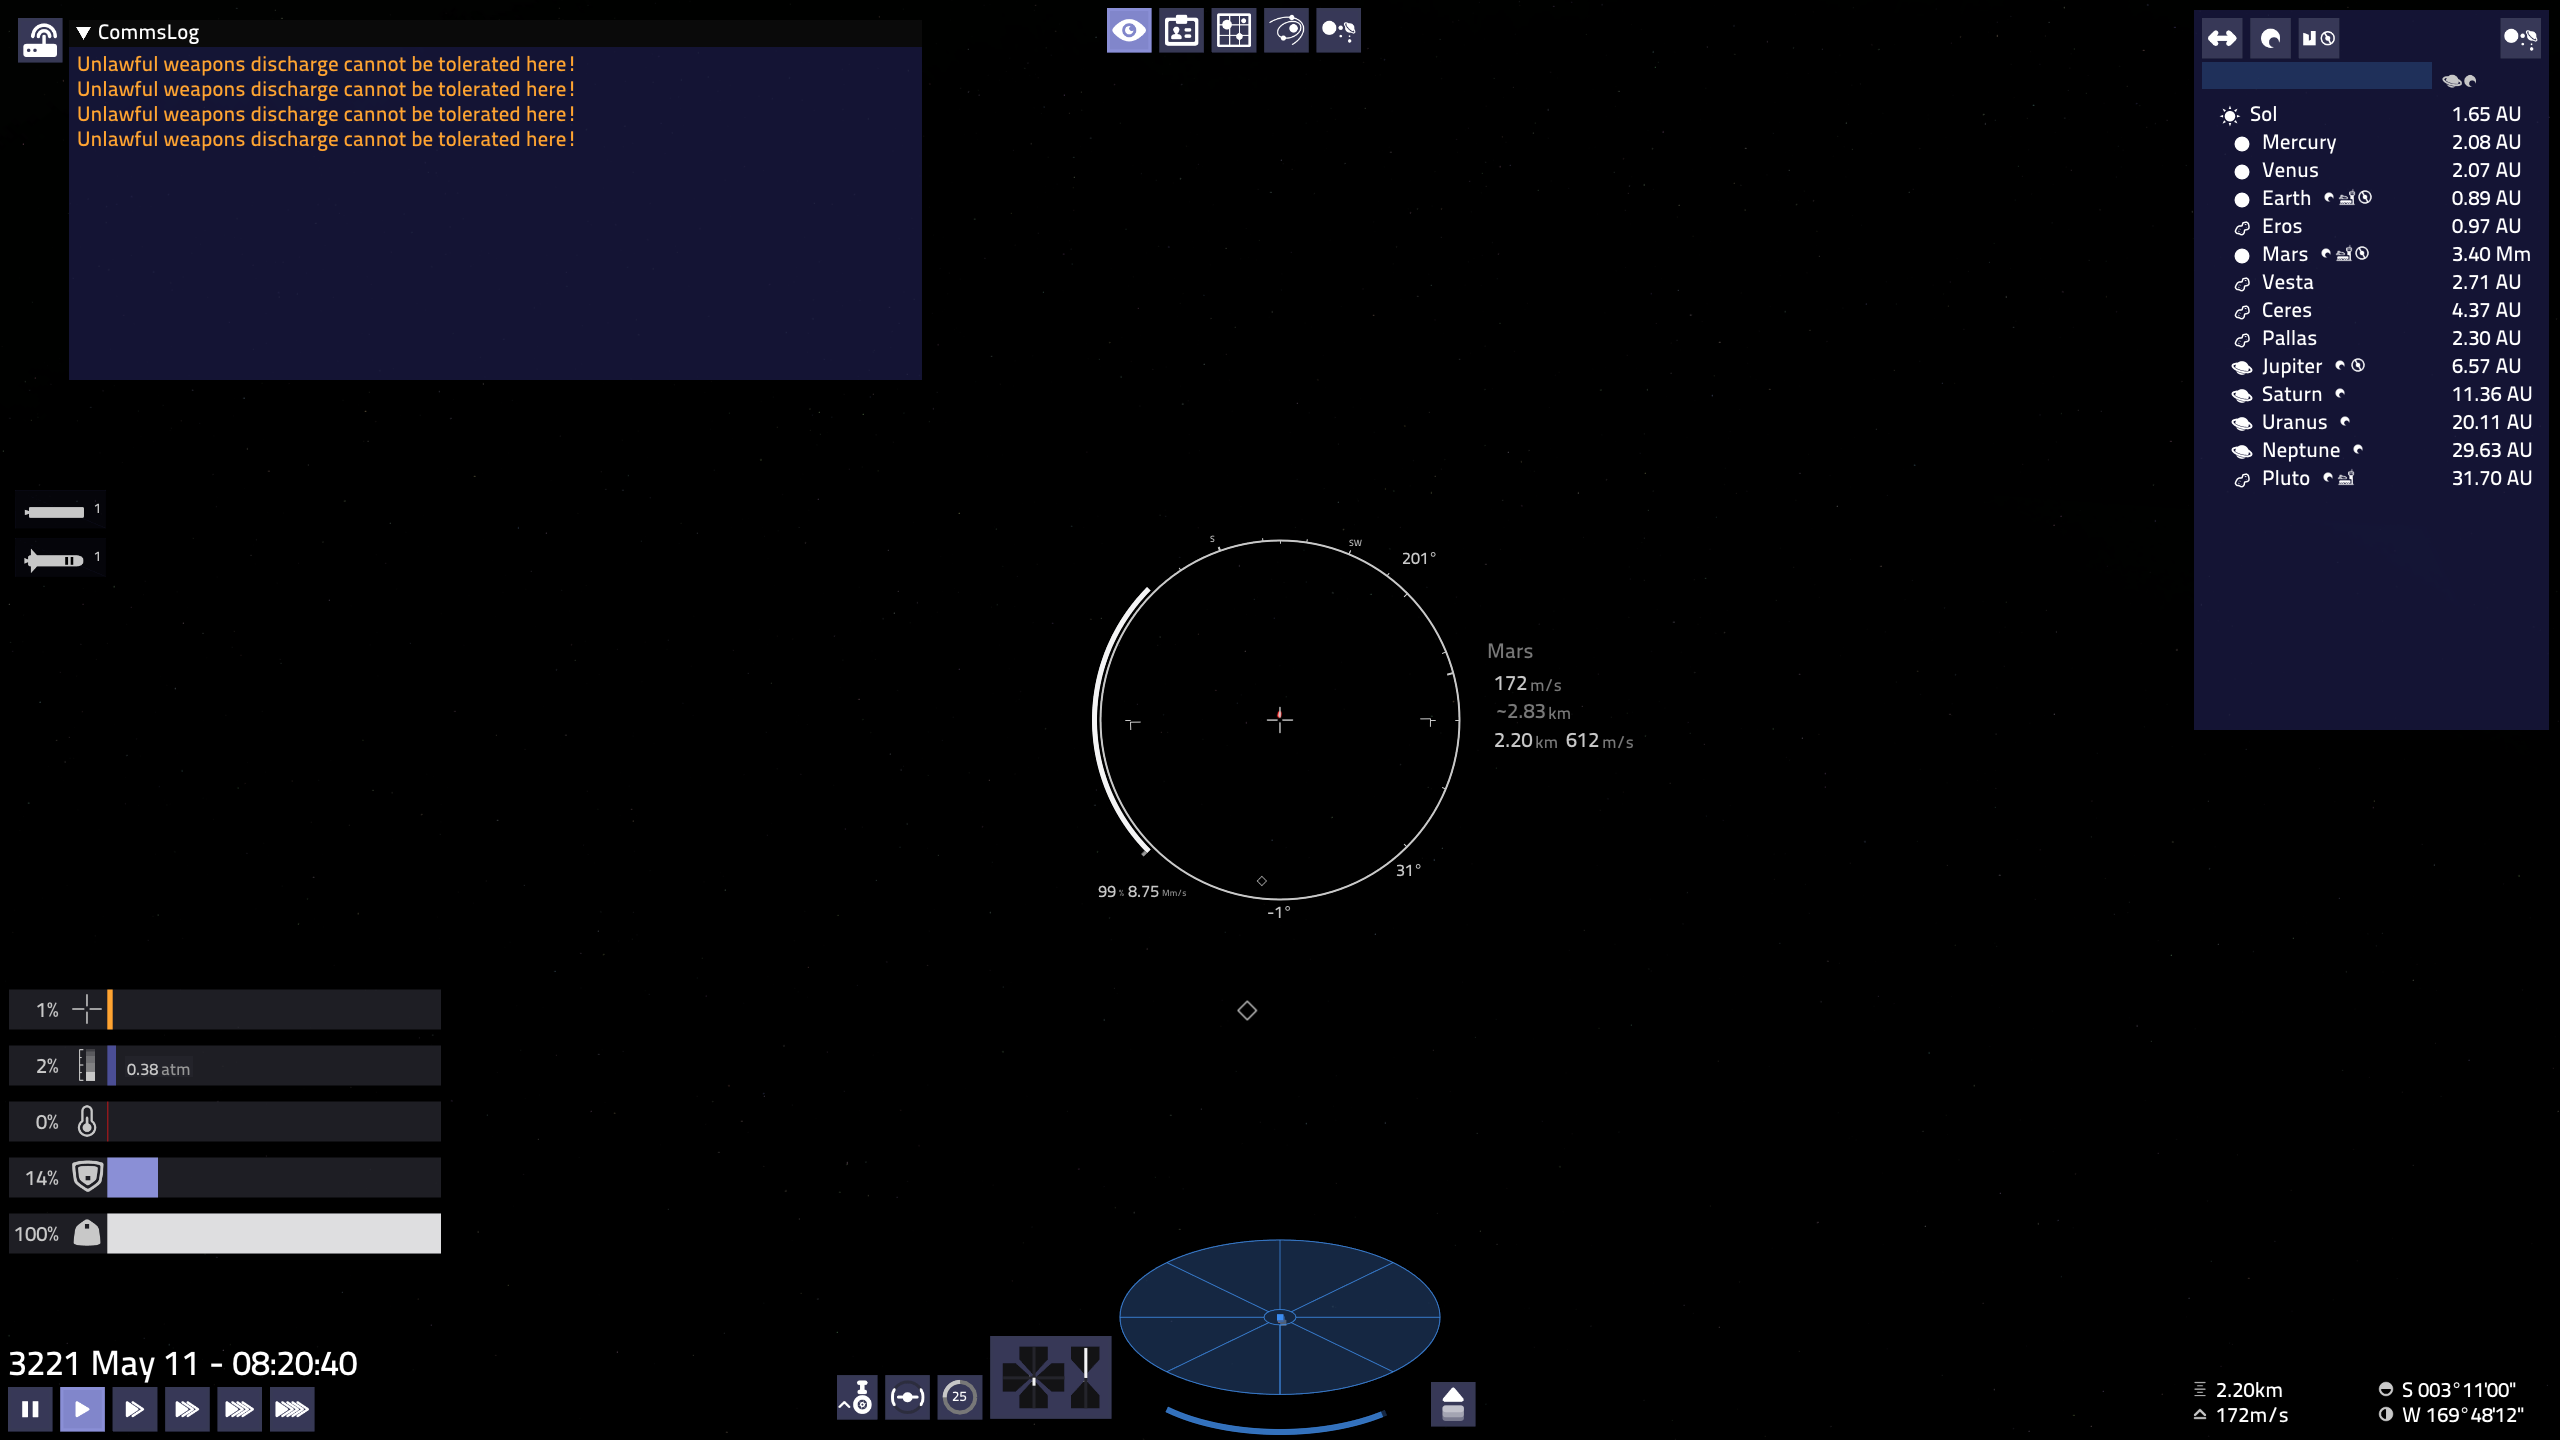 CommsLog
Unlawful weapons discharge cannot be tolerated here!
Unlawful weapons discharge cannot be tolerated here!
Unlawful weapons discharge cannot be tolerated here!
Unlawful weapons discharge cannot be tolerated here!
Sol 1.65 AU
Mercury 2.08 AU
Venus 2.07 AU
Earth 0.89 AU
Eros 0.97 AU
Mars 3.40 Mm
Vesta 2.71 AU
Ceres 4.37 AU
Pallas 2.30 AU
Jupiter 6.57 AU
Saturn 11.36 AU
Uranus 20.11 AU
Neptune 29.63 AU
Pluto 31.70 AU
1
1
S
SW
201°
Mars
172 m/s
~2.83 km
2.20 km 612 m/s
31°
99 % 8.75 Mm/s
-1°
1%
2% 0.38 atm
0%
14%
100%
3221 May 11 - 08:20:40
25
2.20km
172m/s
S 003°11'00"
W 169°48'12"